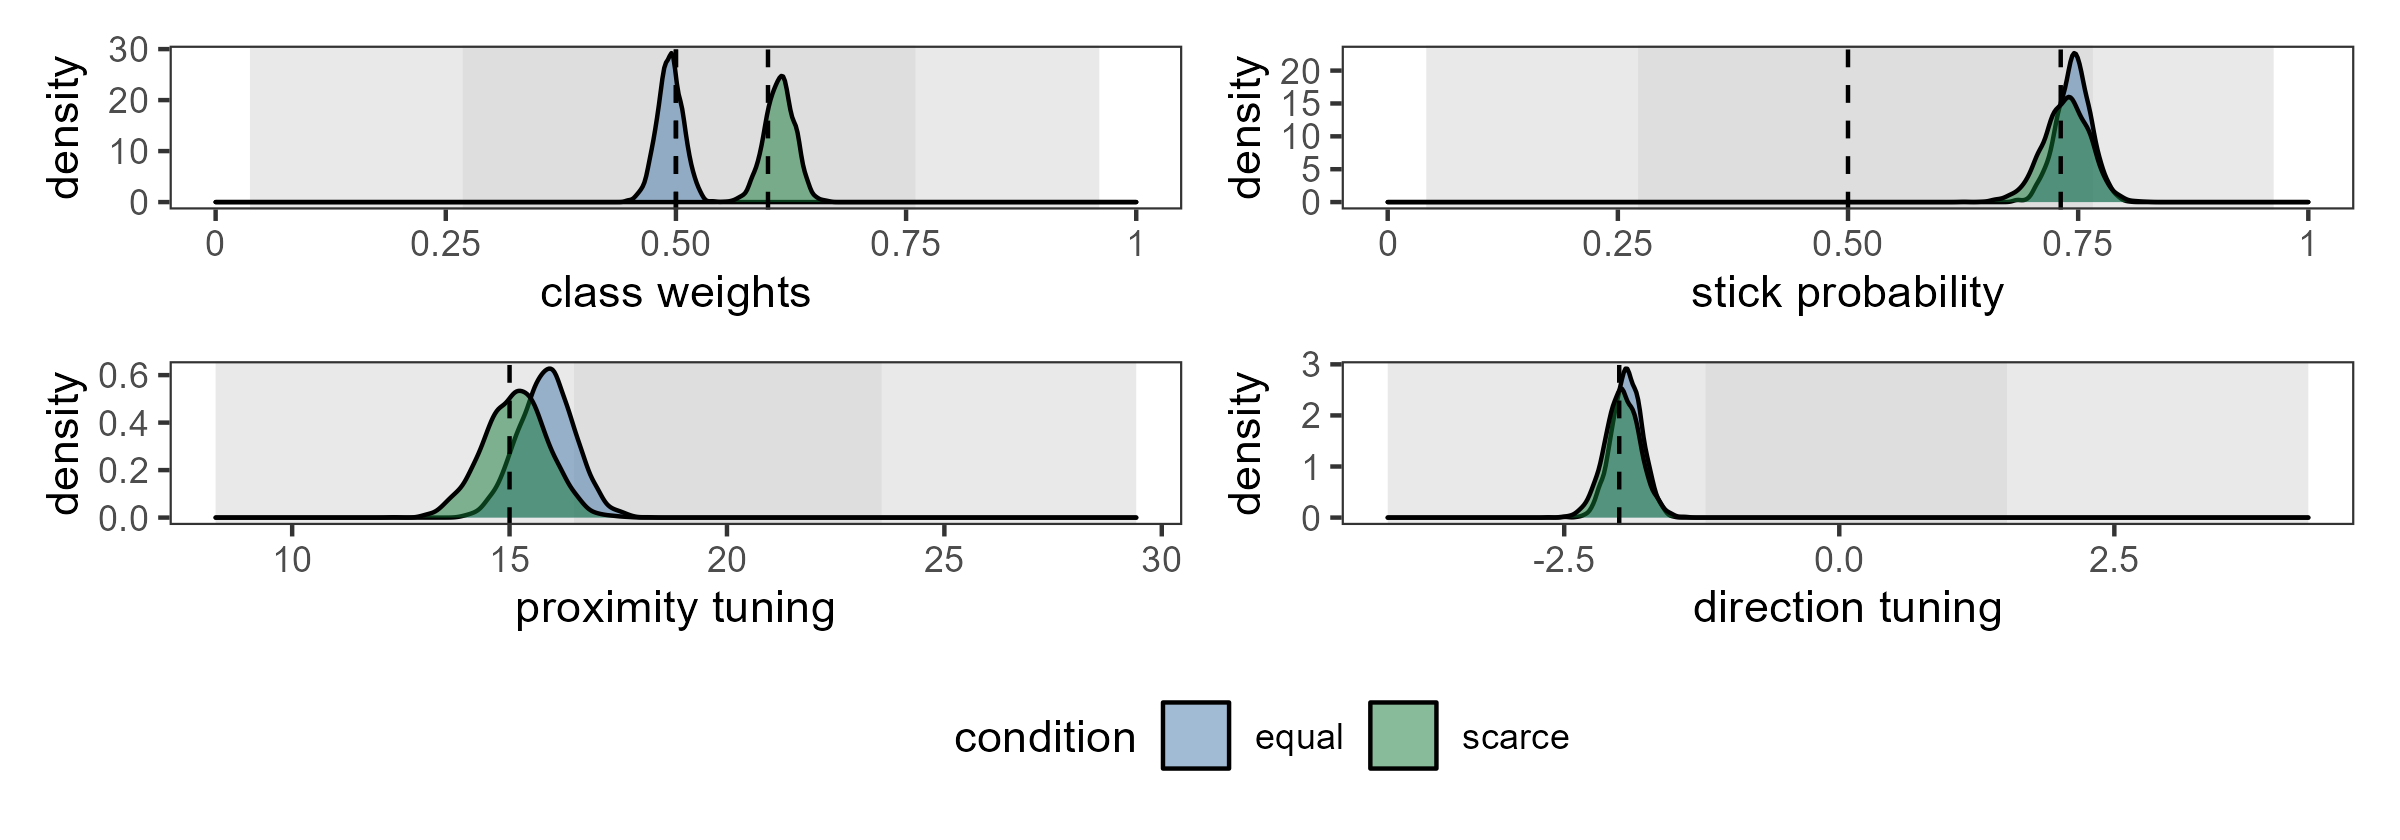 density
30
20
10
0
0 0.25 0.50 0.75 1
class weights
density
20
15
10
5
0
0 0.25 0.50 0.75 1
stick probability
density
0.6
0.4
0.2
0.0
10 15 20 25 30
proximity tuning
density
3
2
1
0
-2.5 0.0 2.5
direction tuning
condition equal scarce